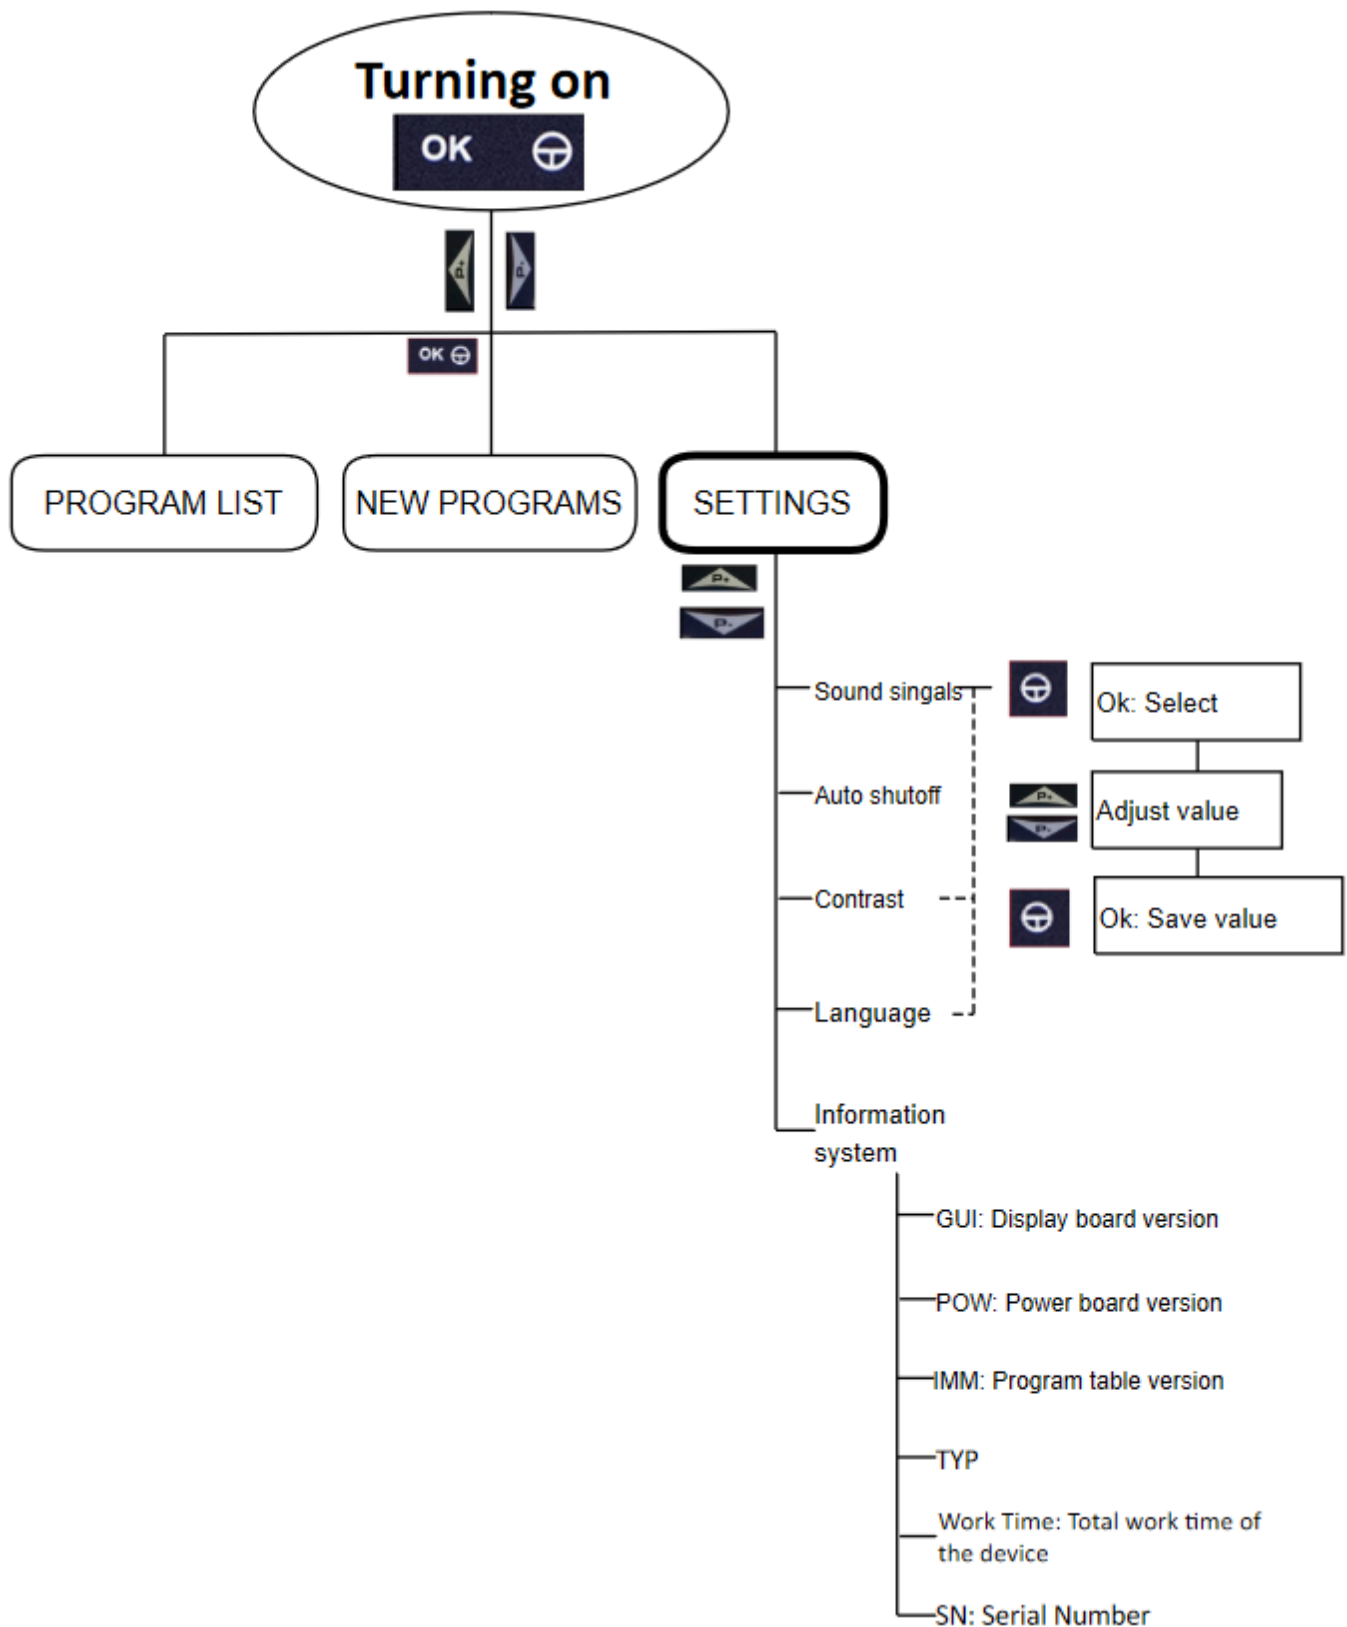 Turning on
OK
P+
P-
OK
PROGRAM LIST
NEW PROGRAMS
SETTINGS
P+
P-
Sound singals
Ok: Select
Auto shutoff
P+
P-
Adjust value
Contrast
Ok: Save value
Language
Information
system
GUI: Display board version
POW: Power board version
IMM: Program table version
TYP
Work Time: Total work time of
the device
SN: Serial Number